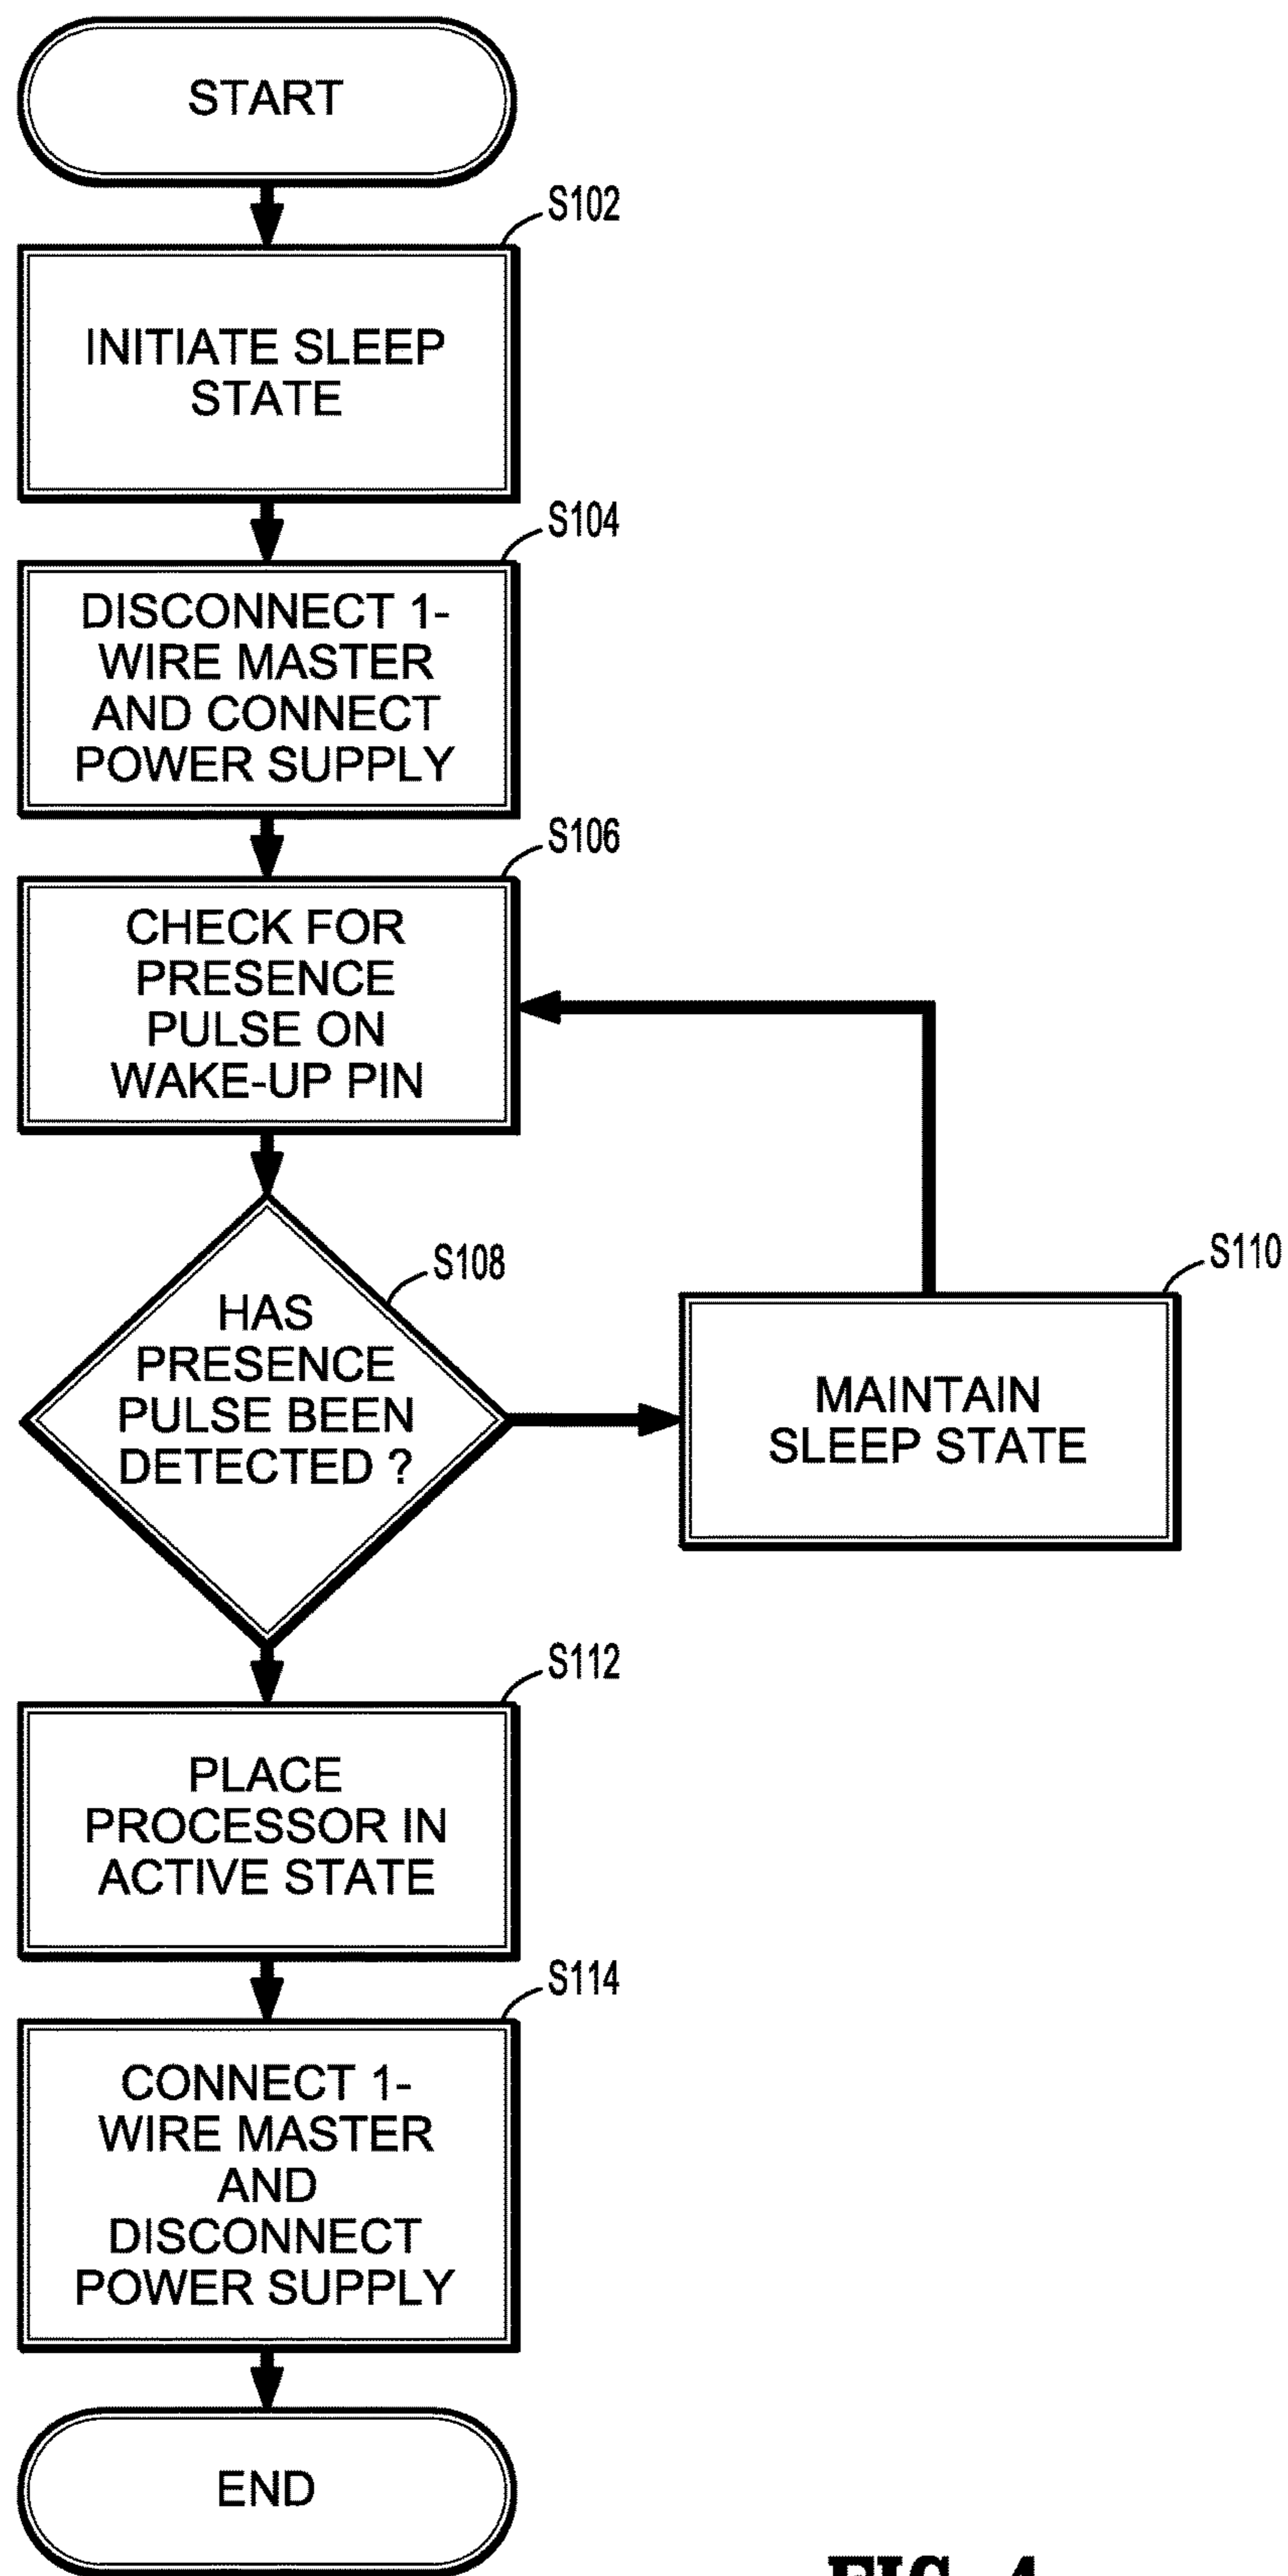 START
S102
INITIATE SLEEP
STATE
S104
DISCONNECT 1-
WIRE MASTER
AND CONNECT
POWER SUPPLY
S106
CHECK FOR
PRESENCE
PULSE ON
WAKE-UP PIN
S108
HAS
PRESENCE
PULSE BEEN
DETECTED ?
S110
MAINTAIN
SLEEP STATE
S112
PLACE
PROCESSOR IN
ACTIVE STATE
S114
CONNECT 1-
WIRE MASTER
AND
DISCONNECT
POWER SUPPLY
END